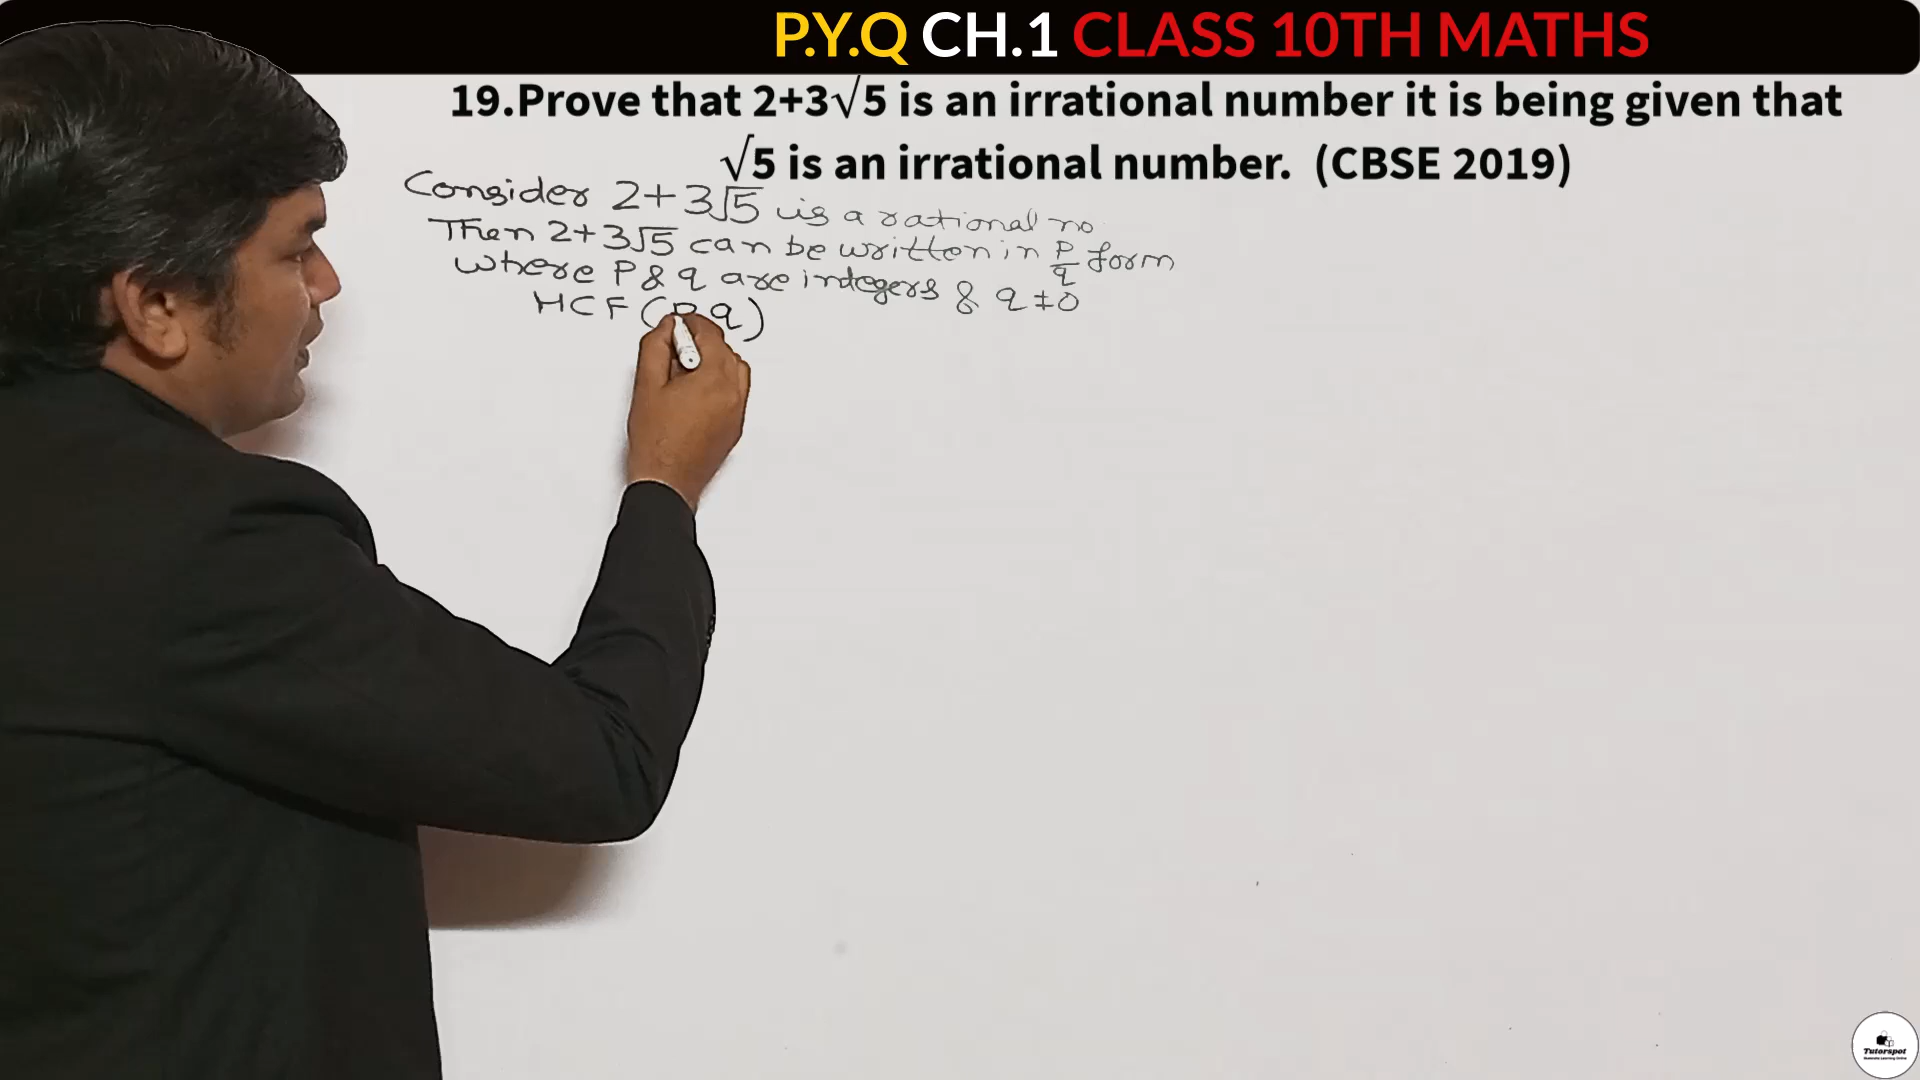 P.Y.Q CH.1 CLASS 10TH MATHS
19.Prove that 2+3√5 is an irrational number it is being given that
√5 is an irrational number. (CBSE 2019)
Consider 2+3√5 is a rational no
Then 2+3√5 can be written in P/q form
where P & q are integers & q ≠ 0
HCF (P q)
Tutorspot